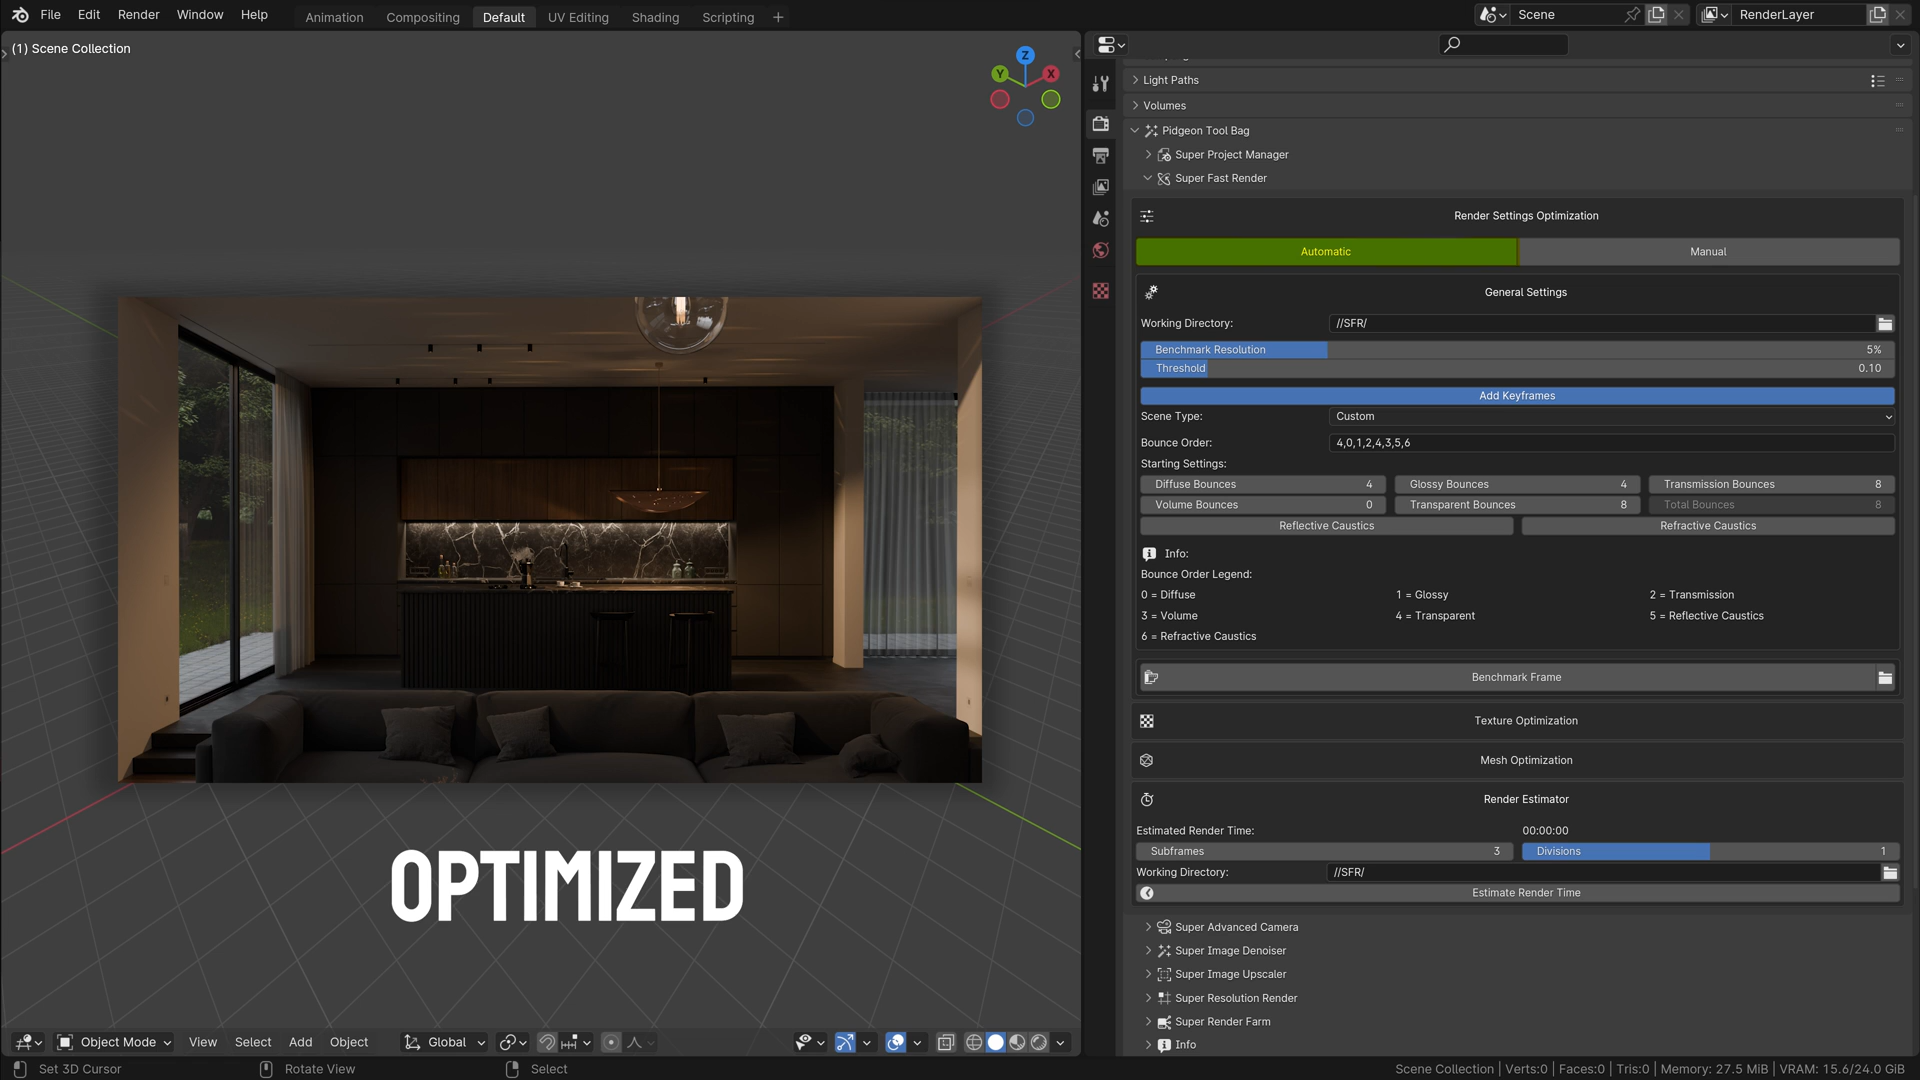 File Edit Render Window Help Animation Compositing Default UV Editing Shading Scripting + Scene RenderLayer
(1) Scene Collection
Z
Y X
Light Paths
Volumes
Pidgeon Tool Bag
Super Project Manager
Super Fast Render
Render Settings Optimization
Automatic Manual
General Settings
Working Directory: //SFR/
Benchmark Resolution 5%
Threshold 0.10
Add Keyframes
Scene Type: Custom
Bounce Order: 4,0,1,2,4,3,5,6
Starting Settings:
Diffuse Bounces 4 Glossy Bounces 4 Transmission Bounces 8
Volume Bounces 0 Transparent Bounces 8 Total Bounces 8
Reflective Caustics Refractive Caustics
Info:
Bounce Order Legend:
0 = Diffuse 1 = Glossy 2 = Transmission
3 = Volume 4 = Transparent 5 = Reflective Caustics
6 = Refractive Caustics
Benchmark Frame
Texture Optimization
Mesh Optimization
Render Estimator
Estimated Render Time: 00:00:00
Subframes 3 Divisions 1
Working Directory: //SFR/
Estimate Render Time
OPTIMIZED
Super Advanced Camera
Super Image Denoiser
Super Image Upscaler
Super Resolution Render
Super Render Farm
Info
Object Mode View Select Add Object Global
Set 3D Cursor Rotate View Select Scene Collection | Verts:0 | Faces:0 | Tris:0 | Memory: 27.5 MiB | VRAM: 15.6/24.0 GiB